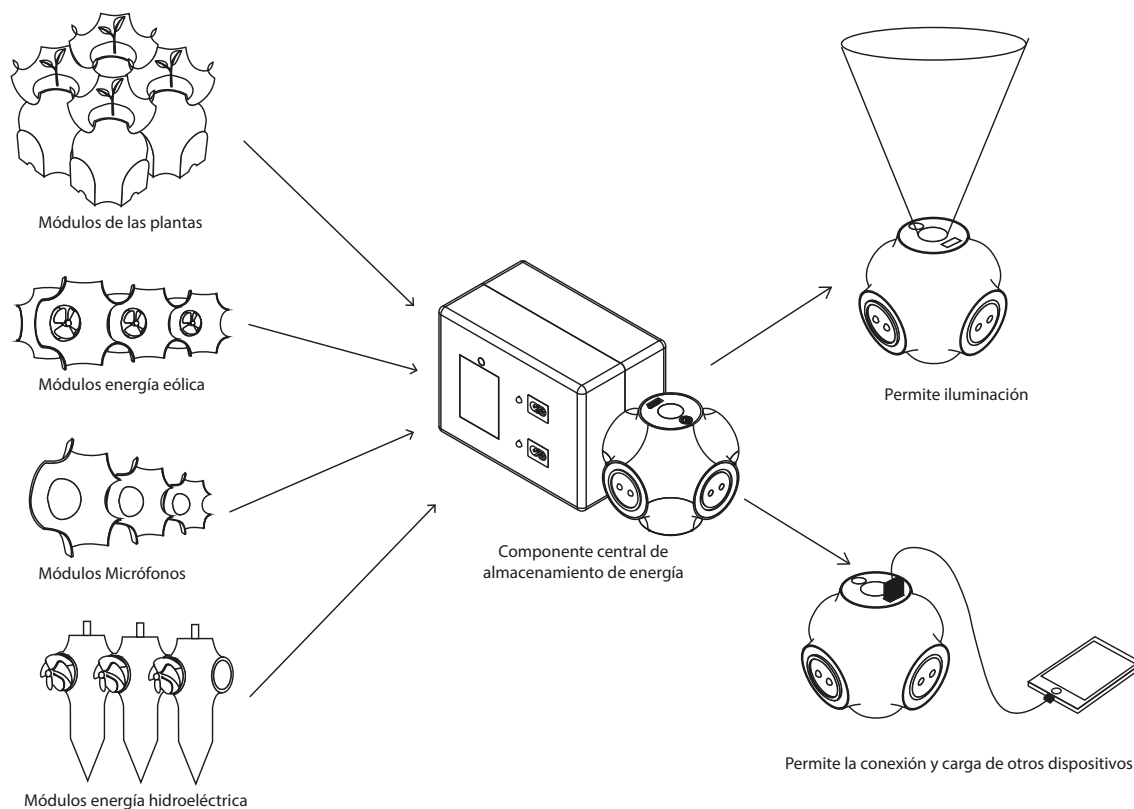 Módulos de las plantas
Módulos energía eólica
Módulos Micrófonos
Módulos energía hidroeléctrica
Componente central de
almacenamiento de energía
Permite iluminación
Permite la conexión y carga de otros dispositivos